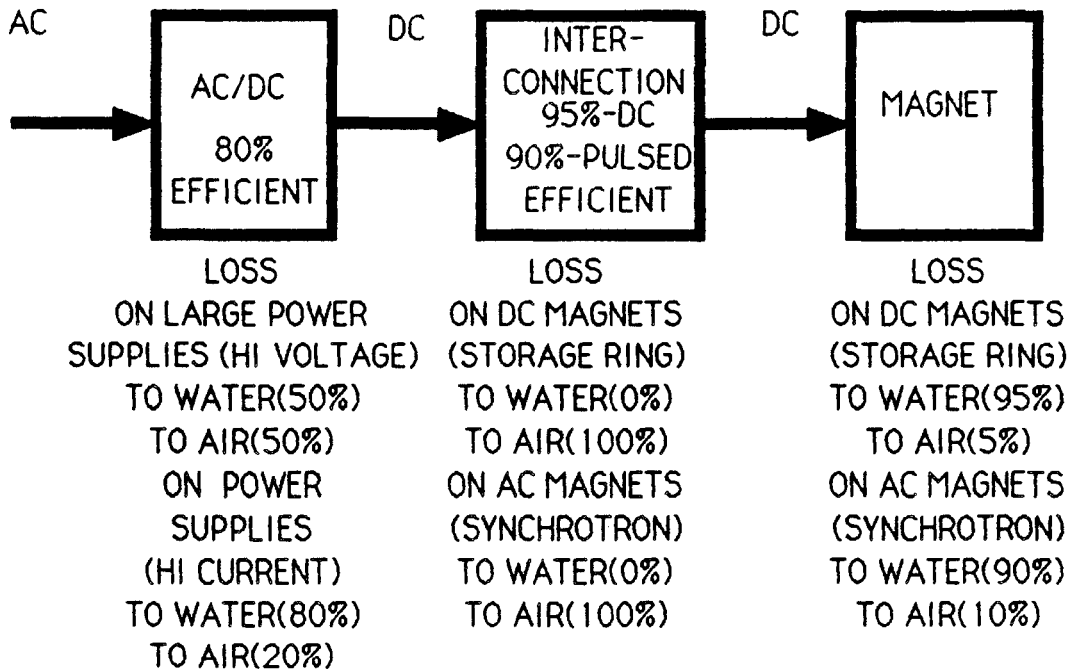 AC
AC/DC
80%
EFFICIENT
DC
INTER-
CONNECTION
95%-DC
90%-PULSED
EFFICIENT
DC
MAGNET
LOSS
ON LARGE POWER
SUPPLIES (HI VOLTAGE)
TO WATER(50%)
TO AIR(50%)
ON POWER
SUPPLIES
(HI CURRENT)
TO WATER(80%)
TO AIR(20%)
LOSS
ON DC MAGNETS
(STORAGE RING)
TO WATER(0%)
TO AIR(100%)
ON AC MAGNETS
(SYNCHROTRON)
TO WATER(0%)
TO AIR(100%)
LOSS
ON DC MAGNETS
(STORAGE RING)
TO WATER(95%)
TO AIR(5%)
ON AC MAGNETS
(SYNCHROTRON)
TO WATER(90%)
TO AIR(10%)